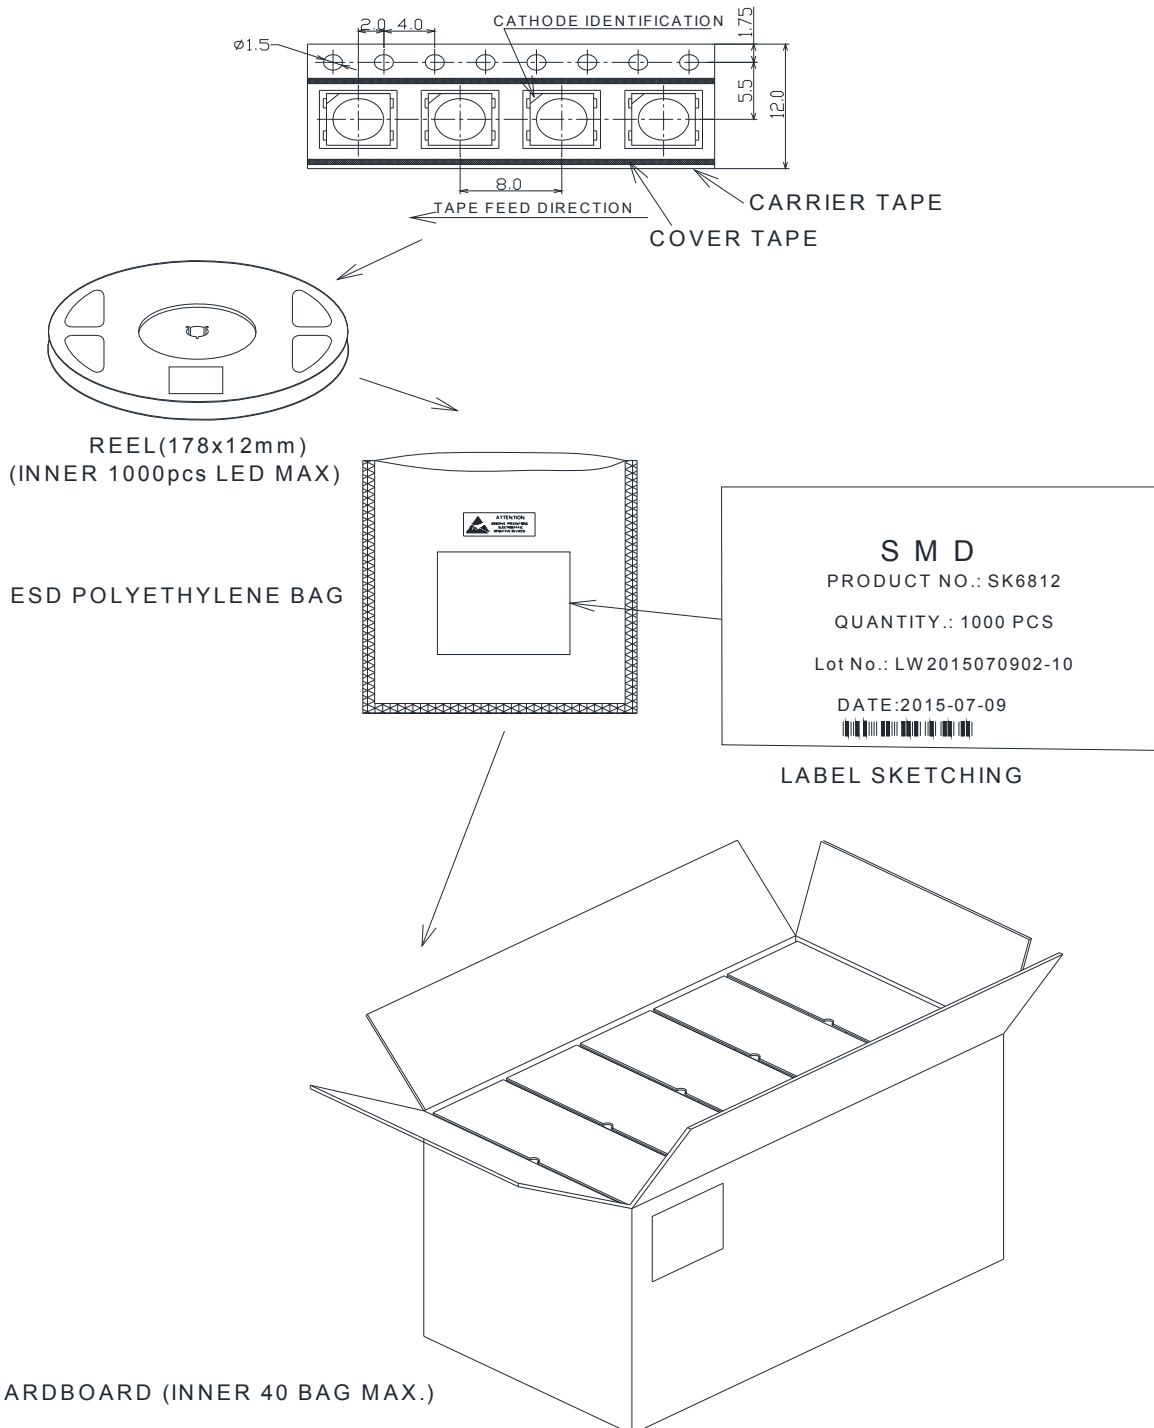 2.0 4.0
CATHODE IDENTIFICATION
1.75
ø1.5
5.5
12.0
8.0
TAPE FEED DIRECTION
CARRIER TAPE
COVER TAPE
REEL(178x12mm)
(INNER 1000pcs LED MAX)
ATTENTION
ESD POLYETHYLENE BAG
SMD
PRODUCT NO.: SK6812
QUANTITY.: 1000 PCS
Lot No.: LW2015070902-10
DATE:2015-07-09
LABEL SKETCHING
ARDBOARD (INNER 40 BAG MAX.)